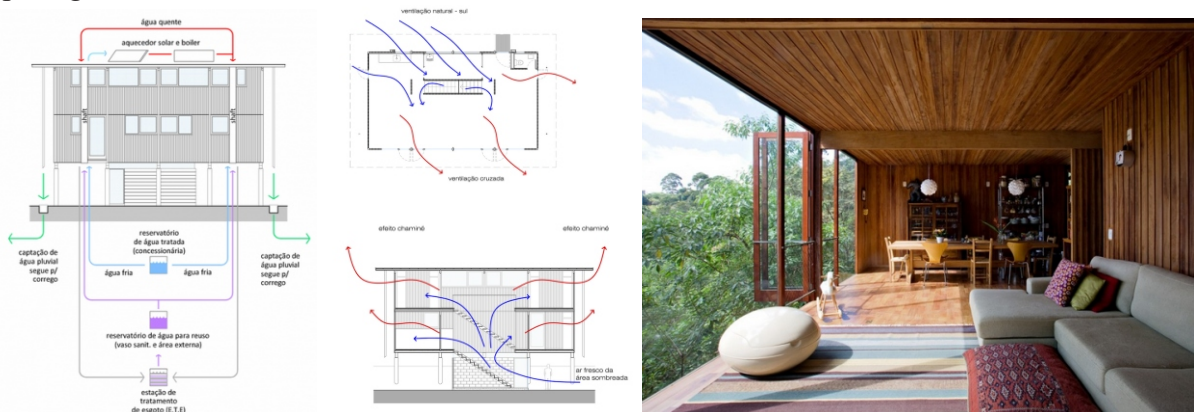 água quente
aquecedor solar e boiler
shaft
shaft
captação de
água pluvial
segue p/
corrego
reservatório
de água tratada
(concessionária)
água fria
água fria
captação de
água pluvial
segue p/
corrego
reservatório de água para reuso
(vaso sanit. e área externa)
estação de
tratamento
de esgoto (E.T.E)
ventilação natural - sul
ventilação cruzada
efeito chaminé
efeito chaminé
ar fresco da
área sombreada